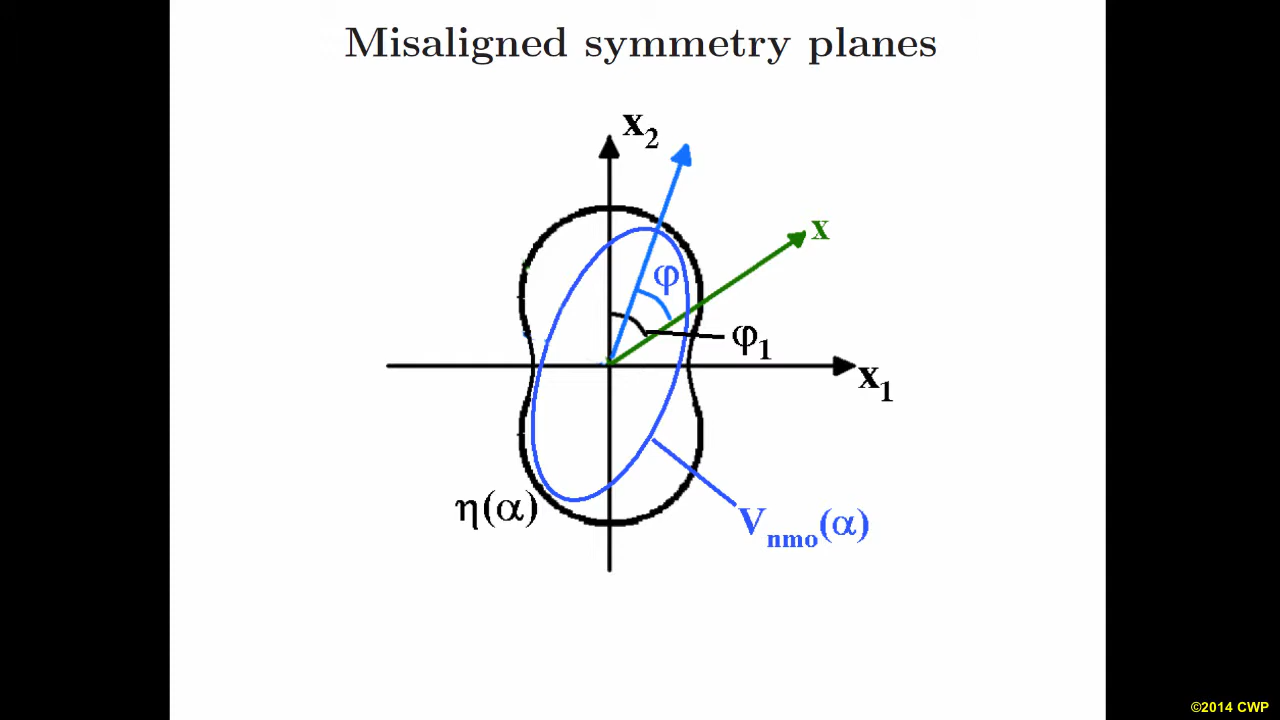 Misaligned symmetry planes
x₂
x
φ
φ₁
x₁
η(α)
Vₙₘₒ(α)
©2014 CWP